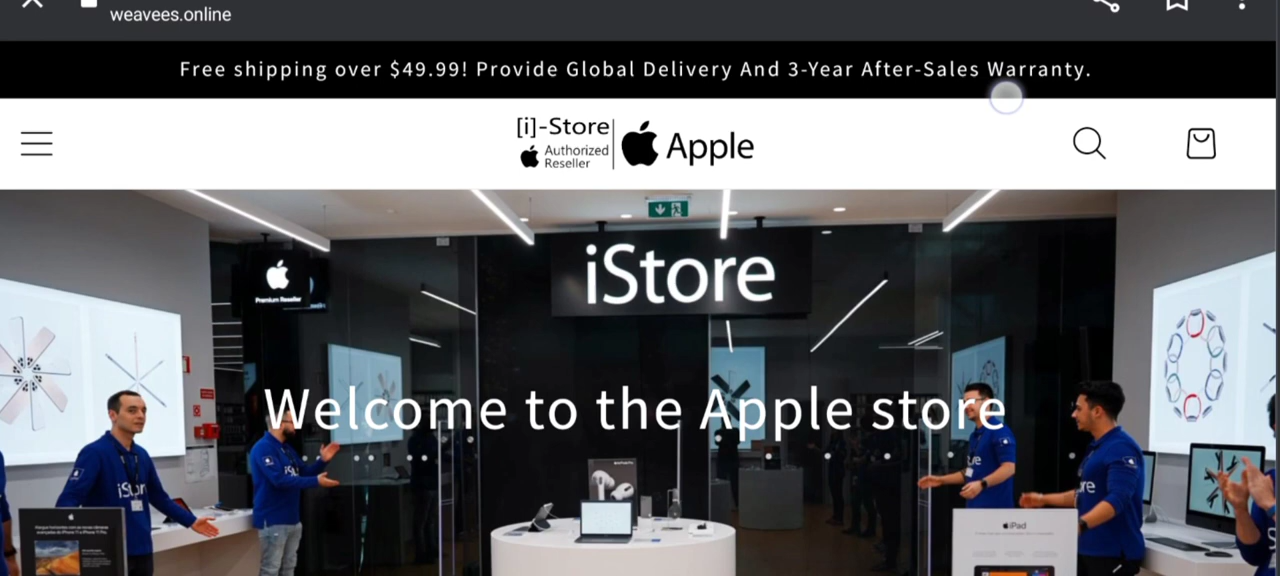 weavees.online
Free shipping over $49.99! Provide Global Delivery And 3-Year After-Sales Warranty.
[i]-Store
Authorized
Reseller
Apple
iStore
Premium Reseller
Welcome to the Apple store
iPad